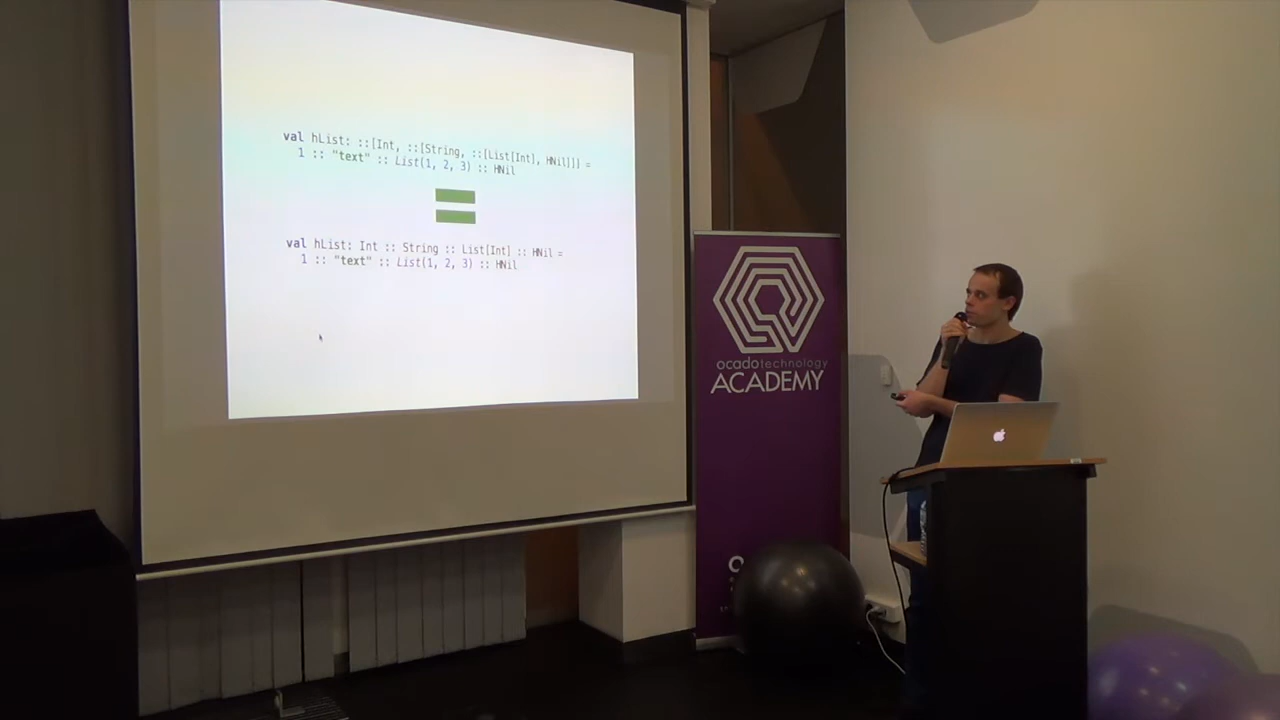 val hList: ::[Int, ::[String, ::[List[Int], HNil]]] =
1 :: "text" :: List(1, 2, 3) :: HNil
val hList: Int :: String :: List[Int] :: HNil =
1 :: "text" :: List(1, 2, 3) :: HNil
ocadotechnology
ACADEMY